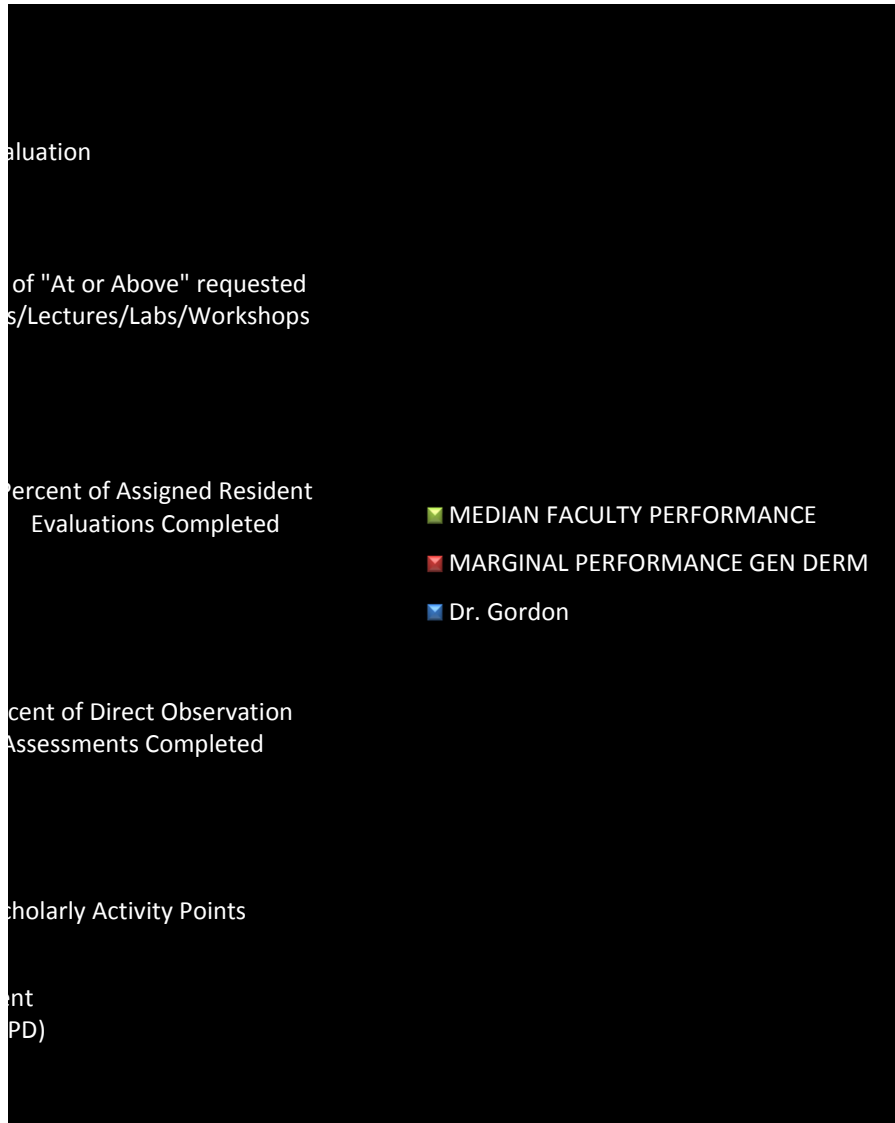 aluation
of "At or Above" requested
s/Lectures/Labs/Workshops
Percent of Assigned Resident
Evaluations Completed
MEDIAN FACULTY PERFORMANCE
MARGINAL PERFORMANCE GEN DERM
Dr. Gordon
cent of Direct Observation
Assessments Completed
cholarly Activity Points
ent
PD)